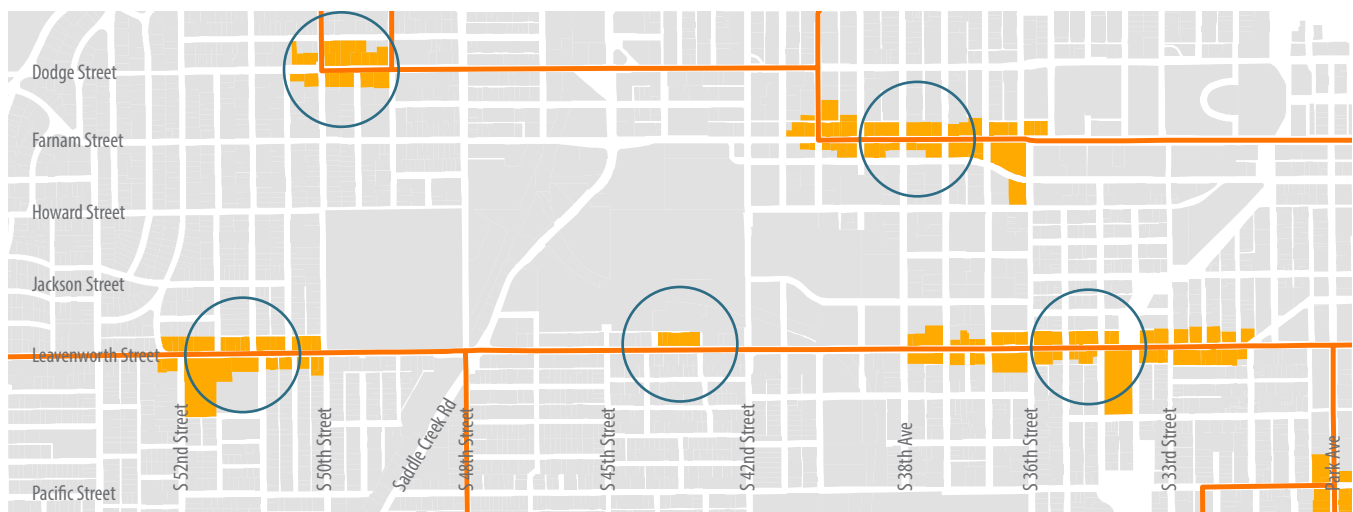 Dodge Street
Farnam Street
Howard Street
Jackson Street
Leavenworth Street
Pacific Street
S 52nd Street
S 50th Street
Saddle Creek Rd
S 48th Street
S 45th Street
S 42nd Street
S 38th Ave
S 36th Street
S 33rd Street
Park Ave